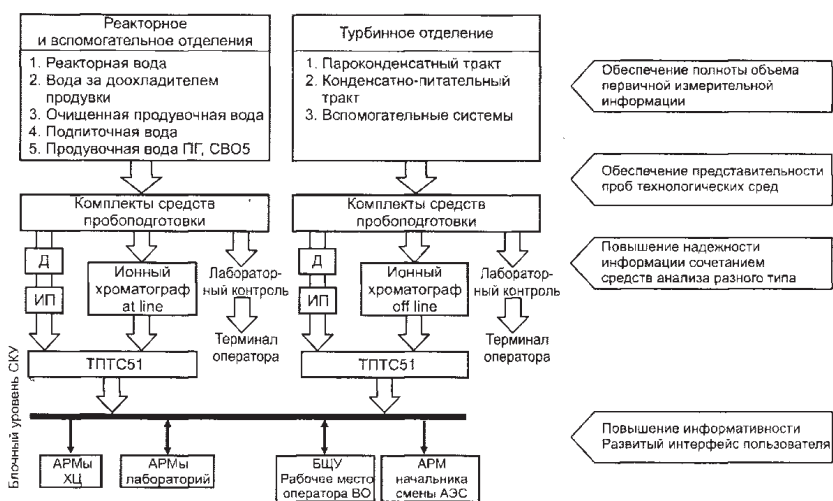 Реакторное
и вспомогательное отделения
1. Реакторная вода
2. Вода за доохладителем
продувки
3. Очищенная продувочная вода
4. Подпиточная вода
5. Продувочная вода ПГ, СВО5
Турбинное отделение
1. Пароконденсатный тракт
2. Конденсатно-питательный
тракт
3. Вспомогательные системы
Обеспечение полноты объема
первичной измерительной
информации
Обеспечение представительности
проб технологических сред
Комплекты средств
пробоподготовки
Комплекты средств
пробоподготовки
Повышение надежности
информации сочетанием
средств анализа разного типа
Д
ИП
Ионный
хроматограф
at line
Лаборатор-
ный контроль
Терминал
оператора
Д
ИП
Ионный
хроматограф
off line
Лаборатор-
ный контроль
Терминал
оператора
ТПТС51
ТПТС51
Блочный уровень СКУ
АРМы
ХЦ
АРМы
лабораторий
БЩУ
Рабочее место
оператора ВО
АРМ
начальника
смены АЭС
Повышение информативности
Развитый интерфейс пользователя